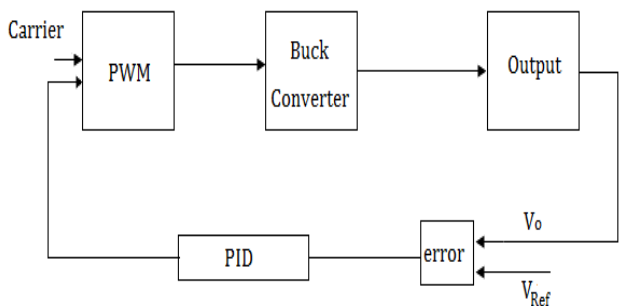 Carrier
PWM
Buck
Converter
Output
Vo
error
PID
VRef